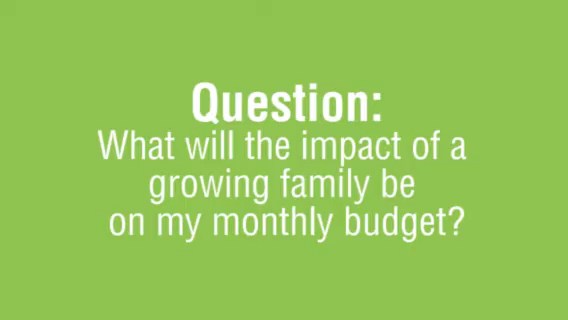 Question:
What will the impact of a
growing family be
on my monthly budget?